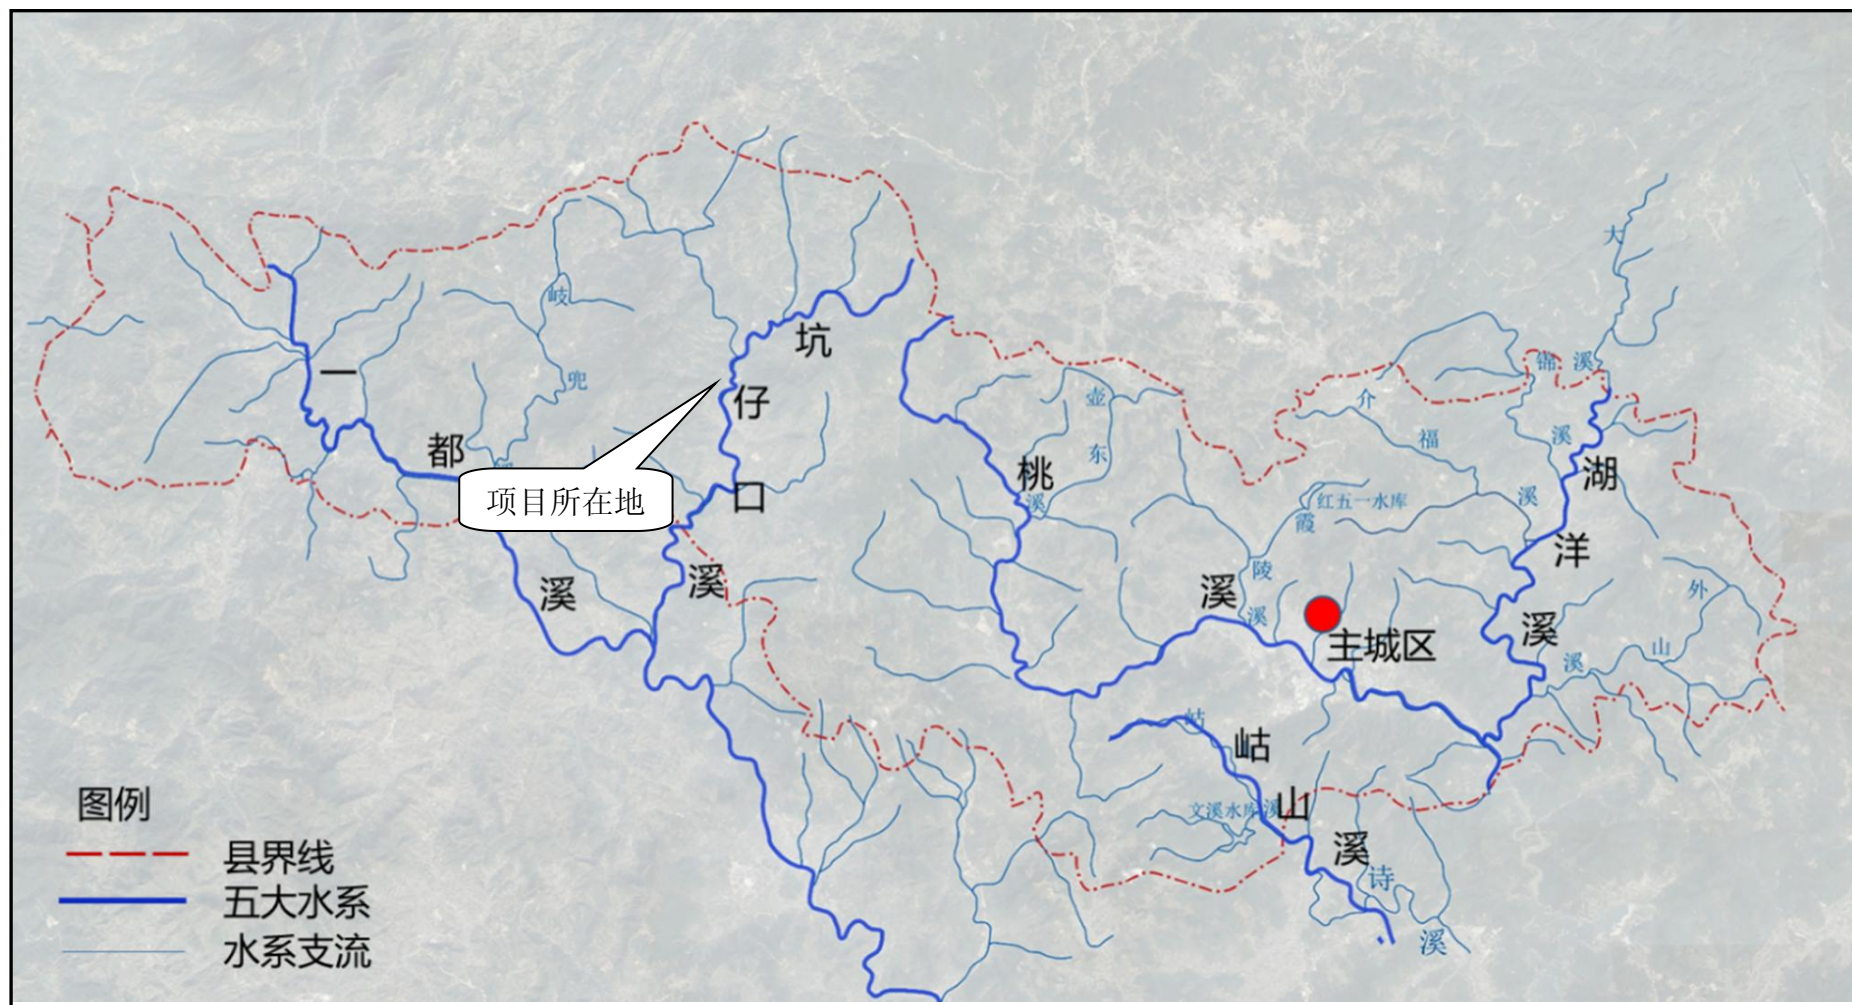 一都溪
坑仔口溪
桃溪
湖洋溪
岵山溪
项目所在地
主城区
岐
兜
壶东溪
介福溪
锦溪
大
溪
红五一水库
霞陵溪
外山溪
岵
文溪水库
溪
诗溪
图例
县界线
五大水系
水系支流